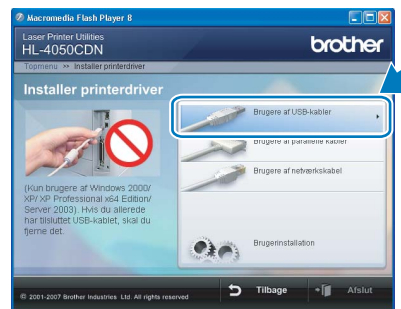 Macromedia Flash Player 8
Laser Printer Utilities
HL-4050CDN
brother
Topmenu >> Installer printerdriver
Installer printerdriver
Brugere af USB-kabler
Brugere af parallelle kabler
Brugere af netværkskabel
(Kun brugere af Windows 2000/
XP/ XP Professional x64 Edition/
Server 2003). Hvis du allerede
har tilsluttet USB-kablet, skal du
fjerne det.
Brugerinstallation
© 2001-2007 Brother Industries Ltd. All rights reserved
Tilbage
Afslut